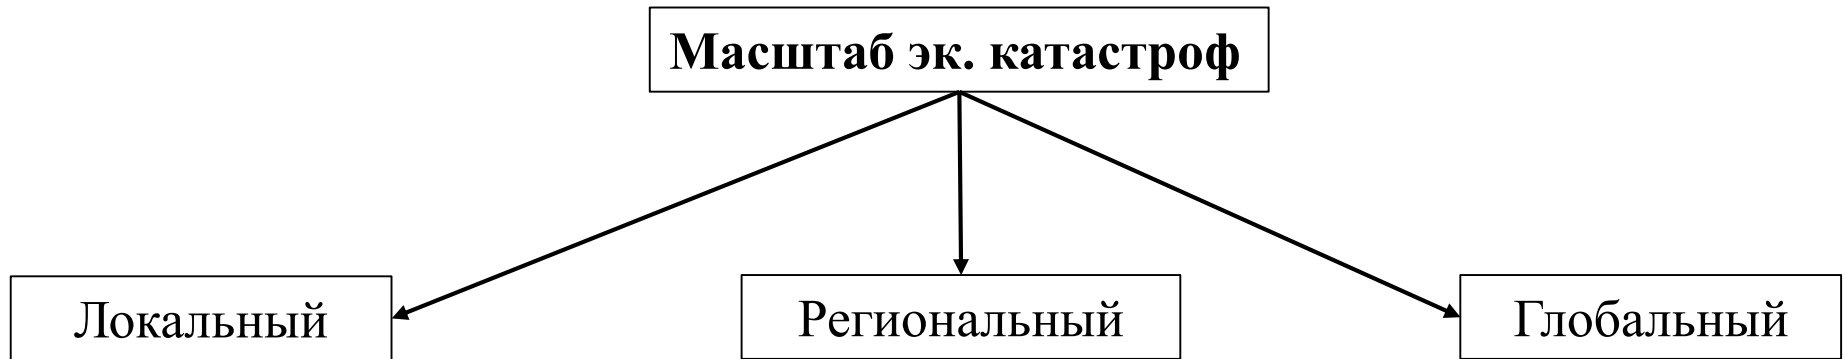 Масштаб эк. катастроф
Локальный
Региональный
Глобальный